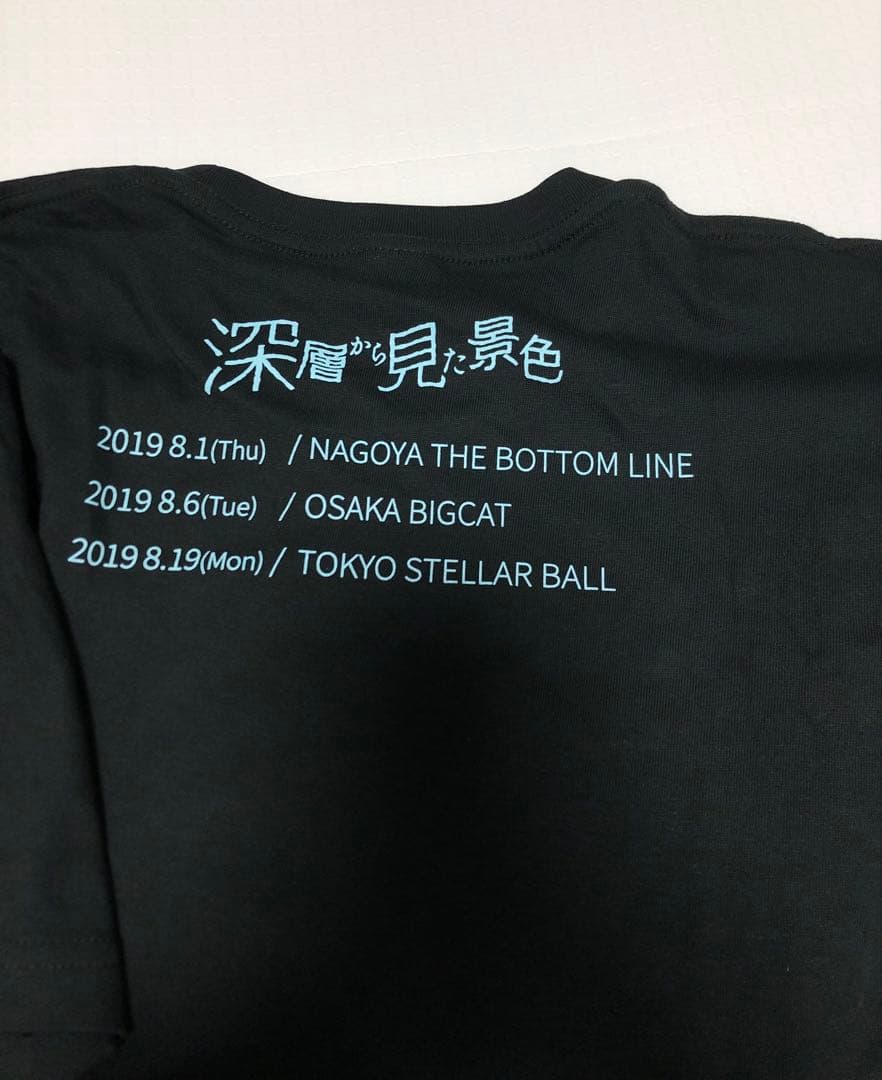 深層から見た景色
2019 8.1(Thu) / NAGOYA THE BOTTOM LINE
2019 8.6(Tue) / OSAKA BIGCAT
2019 8.19(Mon) / TOKYO STELLAR BALL